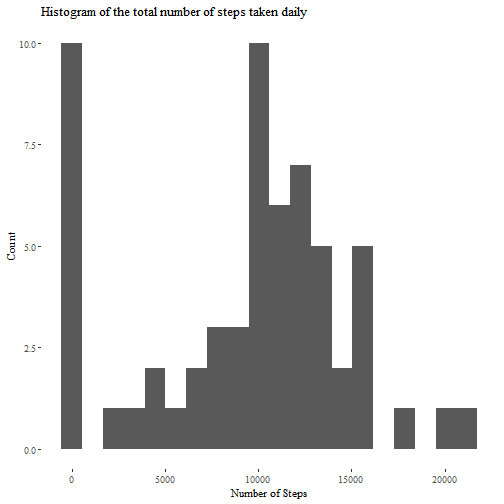 Histogram of the total number of steps taken daily
10.0
7.5
5.0
2.5
0.0
Count
0 5000 10000 15000 20000
Number of Steps